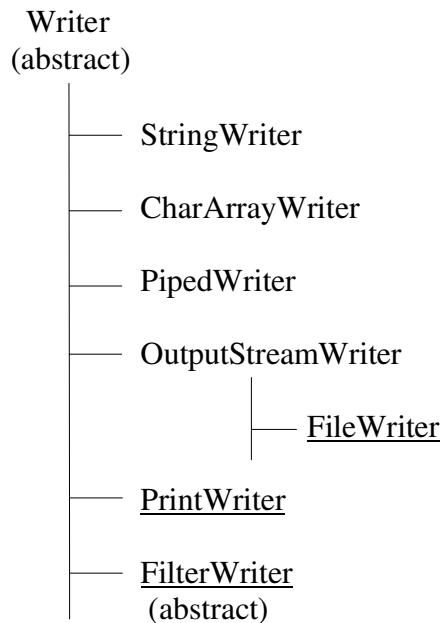 Writer
(abstract)
StringWriter
CharArrayWriter
PipedWriter
OutputStreamWriter
FileWriter
PrintWriter
FilterWriter
(abstract)